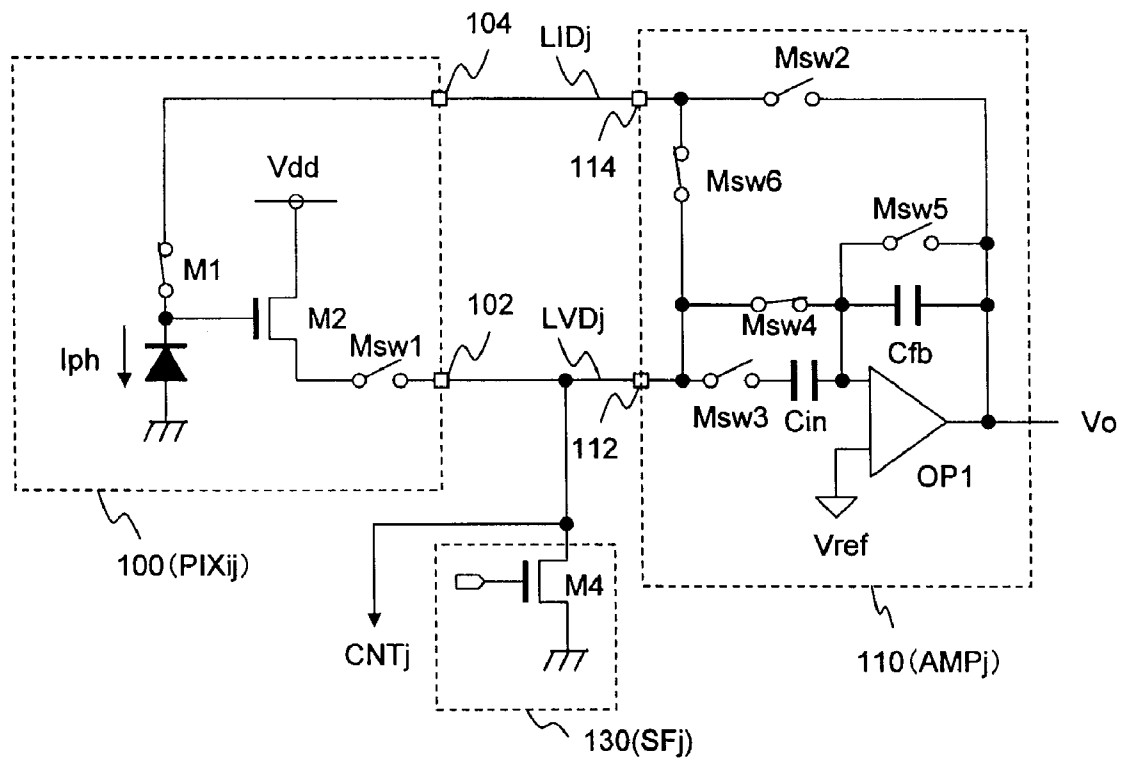 104
LIDj
Msw2
Vdd
114
Msw6
Msw5
M1
M2
102
LVDj
Msw4
Cfb
Iph
Msw1
Msw3
Cin
Vo
112
OP1
Vref
100(PIXij)
M4
CNTj
110(AMPj)
130(SFj)